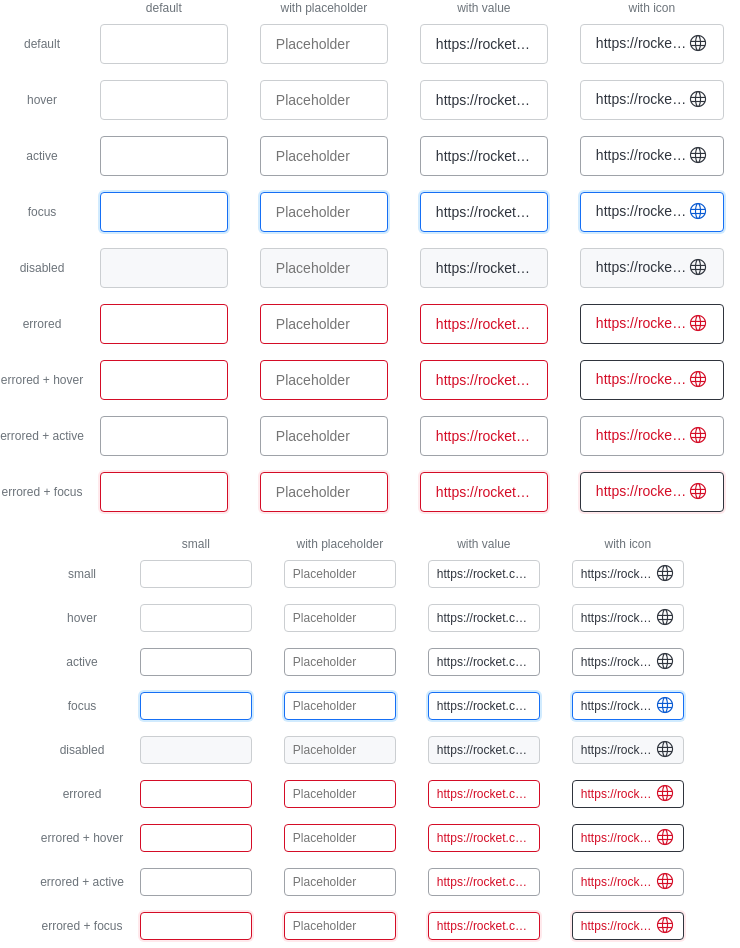 default with placeholder with value with icon
default Placeholder https://rocket… https://rocke…
hover Placeholder https://rocket… https://rocke…
active Placeholder https://rocket… https://rocke…
focus Placeholder https://rocket… https://rocke…
disabled Placeholder https://rocket… https://rocke…
errored Placeholder https://rocket… https://rocke…
errored + hover Placeholder https://rocket… https://rocke…
errored + active Placeholder https://rocket… https://rocke…
errored + focus Placeholder https://rocket… https://rocke…
small with placeholder with value with icon
small Placeholder https://rocket.c… https://rock…
hover Placeholder https://rocket.c… https://rock…
active Placeholder https://rocket.c… https://rock…
focus Placeholder https://rocket.c… https://rock…
disabled Placeholder https://rocket.c… https://rock…
errored Placeholder https://rocket.c… https://rock…
errored + hover Placeholder https://rocket.c… https://rock…
errored + active Placeholder https://rocket.c… https://rock…
errored + focus Placeholder https://rocket.c… https://rock…